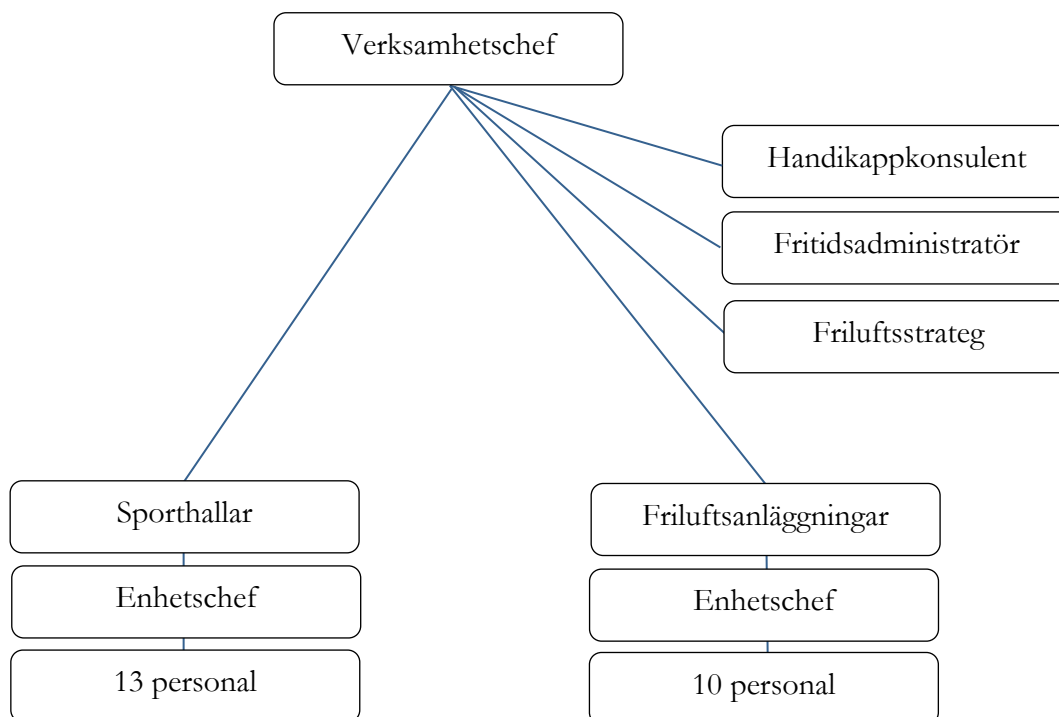 Verksamhetschef
Handikappkonsulent
Fritidsadministratör
Friluftsstrateg
Sporthallar
Friluftsanläggningar
Enhetschef
Enhetschef
13 personal
10 personal